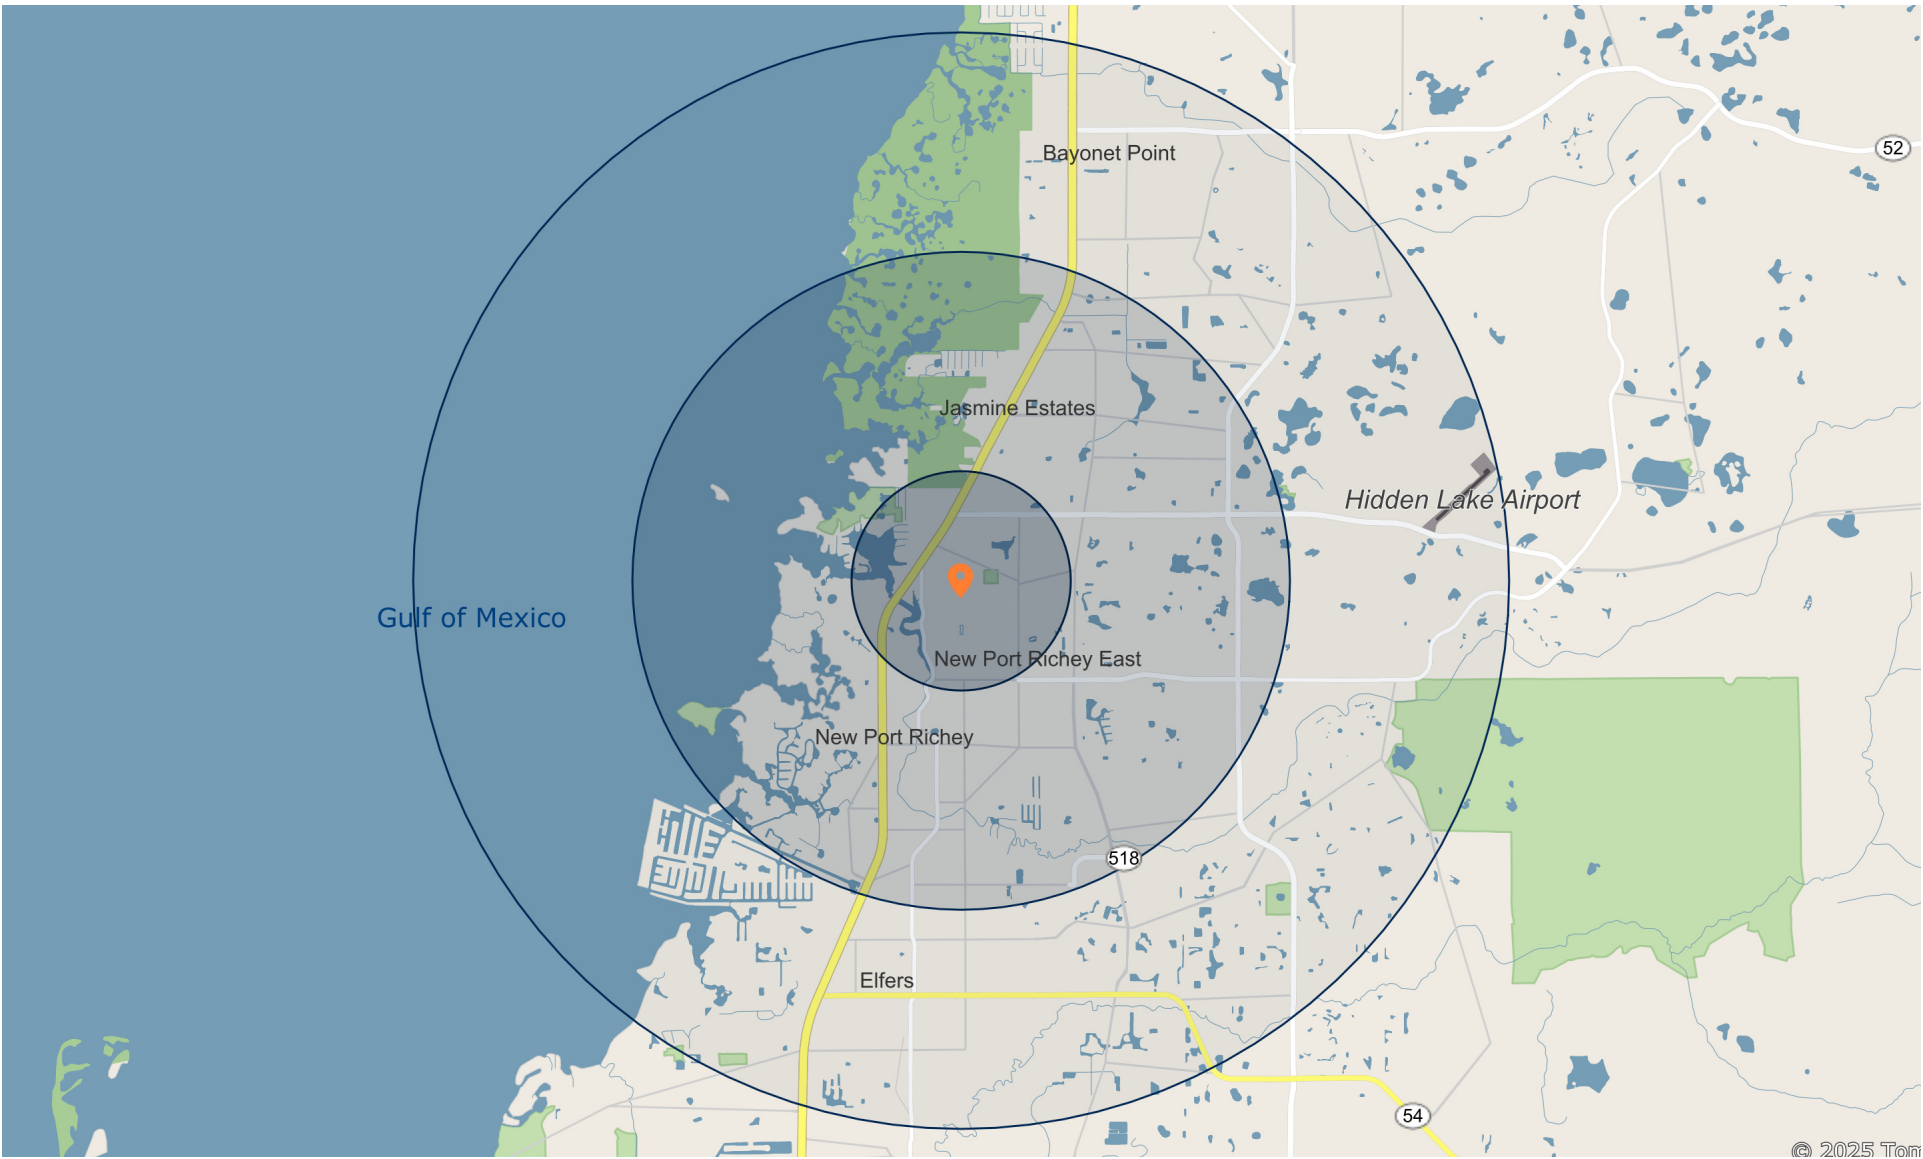 52
Bayonet Point
Jasmine Estates
Hidden Lake Airport
Gulf of Mexico
New Port Richey East
New Port Richey
518
Elfers
54
© 2025 Tom